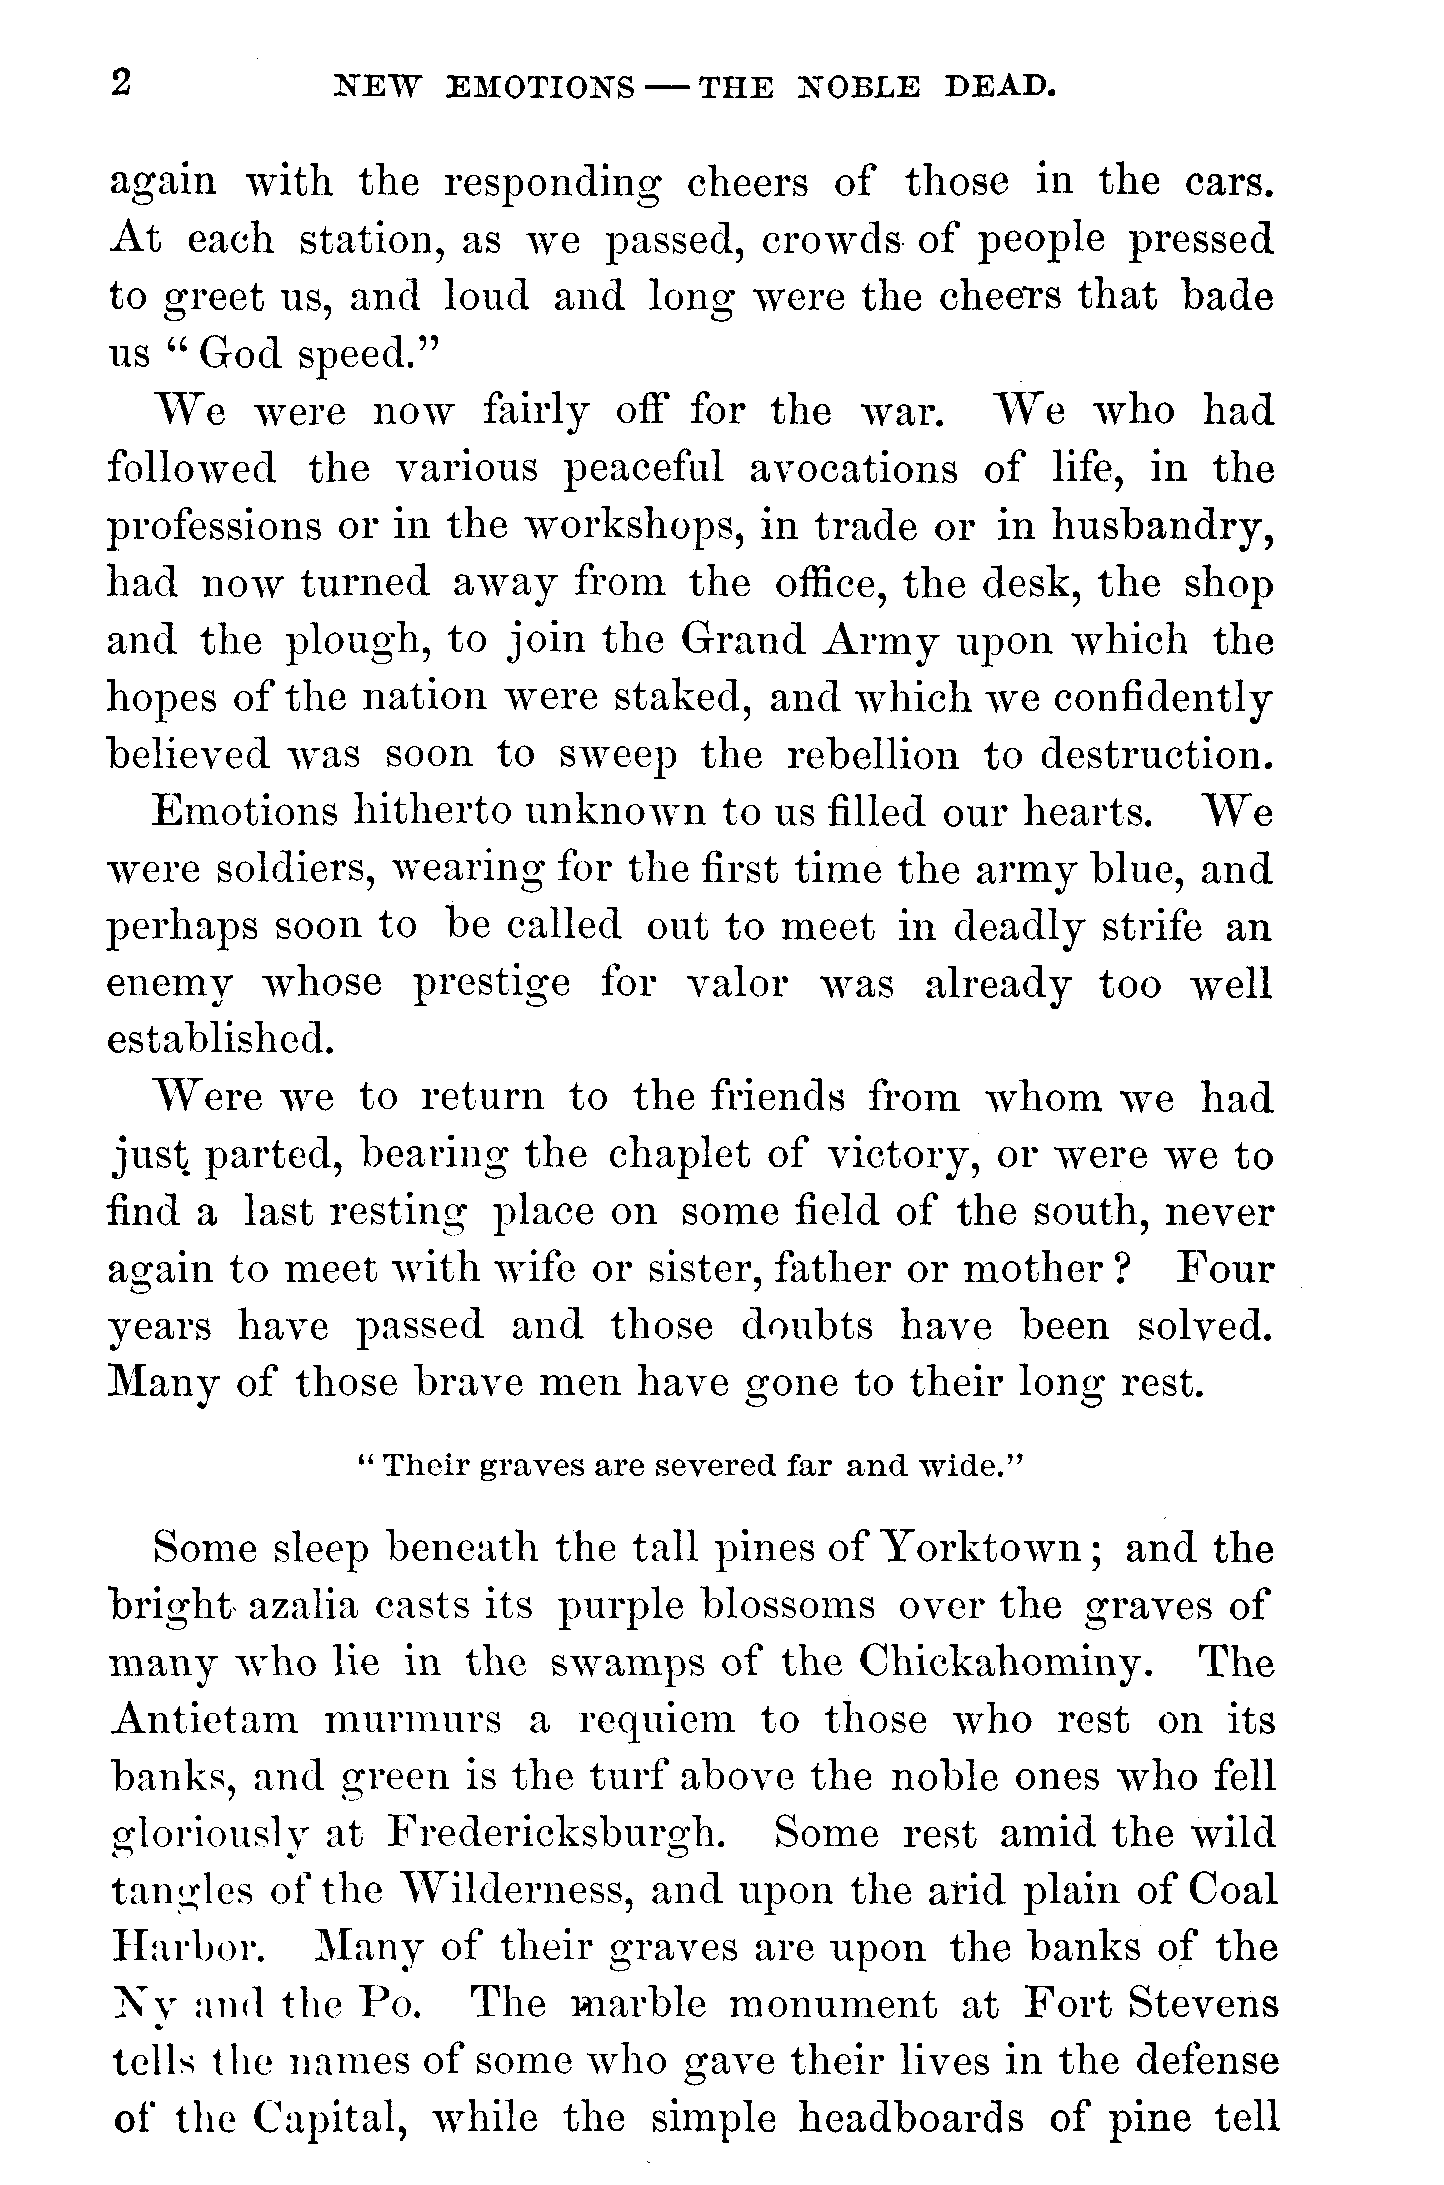 2 NEW EMOTIONS — THE NOBLE DEAD.
again with the responding cheers of those in the cars.
At each station, as we passed, crowds of people pressed
to greet us, and loud and long were the cheers that bade
us “ God speed.”
We were now fairly off for the war. We who had
followed the various peaceful avocations of life, in the
professions or in the workshops, in trade or in husbandry,
had now turned away from the office, the desk, the shop
and the plough, to join the Grand Army upon which the
hopes of the nation were staked, and which we confidently
believed was soon to sweep the rebellion to destruction.
Emotions hitherto unknown to us filled our hearts. We
were soldiers, wearing for the first time the army blue, and
perhaps soon to be called out to meet in deadly strife an
enemy whose prestige for valor was already too well
established.
Were we to return to the friends from whom we had
just parted, bearing the chaplet of victory, or were we to
find a last resting place on some field of the south, never
again to meet with wife or sister, father or mother ? Four
years have passed and those doubts have been solved.
Many of those brave men have gone to their long rest.
“ Their graves are severed far and wide.”
Some sleep beneath the tall pines of Yorktown ; and the
bright azalia casts its purple blossoms over the graves of
many who lie in the swamps of the Chickahominy. The
Antietam murmurs a requiem to those who rest on its
banks, and green is the turf above the noble ones who fell
gloriously at Fredericksburgh. Some rest amid the wild
tangles of the Wilderness, and upon the arid plain of Coal
Harbor. Many of their graves are upon the banks of the
Ny and the Po. The marble monument at Fort Stevens
tells the names of some who gave their lives in the defense
of the Capital, while the simple headboards of pine tell